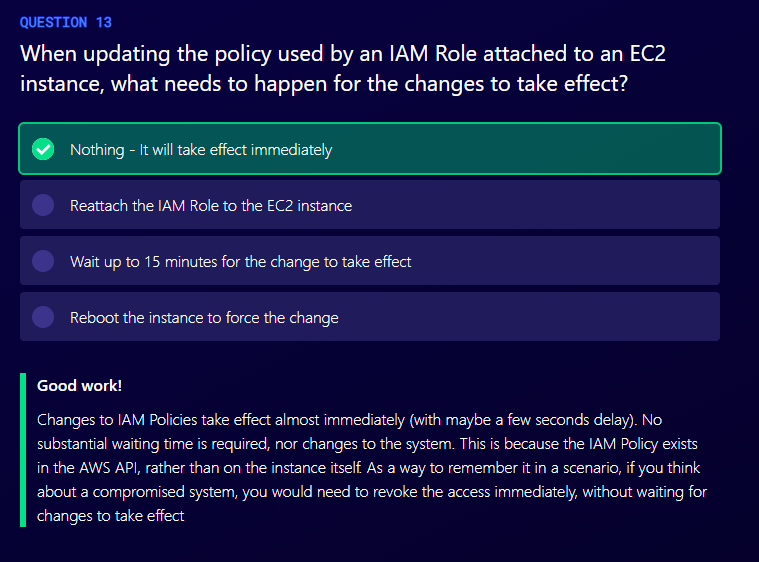 QUESTION 13
When updating the policy used by an IAM Role attached to an EC2
instance, what needs to happen for the changes to take effect?
Nothing - It will take effect immediately
Reattach the IAM Role to the EC2 instance
Wait up to 15 minutes for the change to take effect
Reboot the instance to force the change
Good work!
Changes to IAM Policies take effect almost immediately (with maybe a few seconds delay). No
substantial waiting time is required, nor changes to the system. This is because the IAM Policy exists
in the AWS API, rather than on the instance itself. As a way to remember it in a scenario, if you think
about a compromised system, you would need to revoke the access immediately, without waiting for
changes to take effect